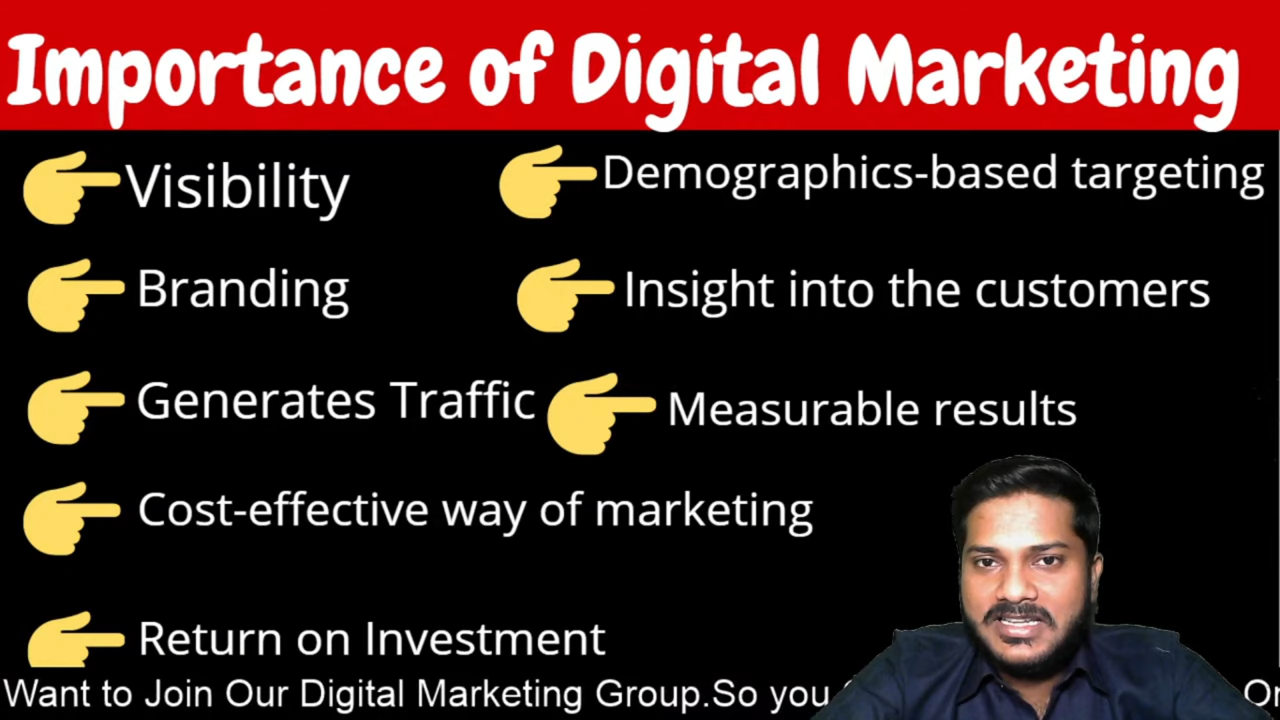 Importance of Digital Marketing
Visibility
Demographics-based targeting
Branding
Insight into the customers
Generates Traffic
Measurable results
Cost-effective way of marketing
Return on Investment
Want to Join Our Digital Marketing Group.So you